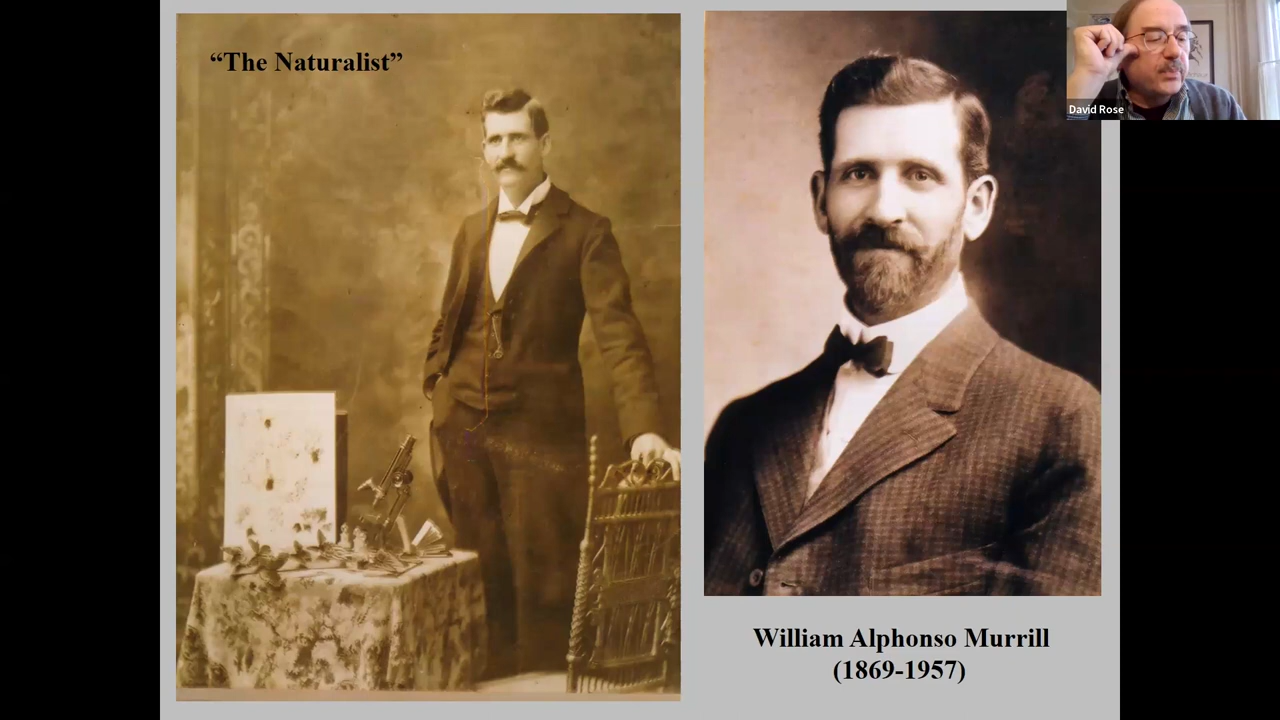 “The Naturalist”
David Rose
William Alphonso Murrill
(1869-1957)